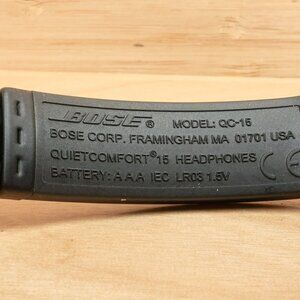 BOSE® MODEL: QC-15
BOSE CORP. FRAMINGHAM MA 01701 USA
QUIETCOMFORT®15 HEADPHONES
BATTERY: AAA IEC LR03 1.5V